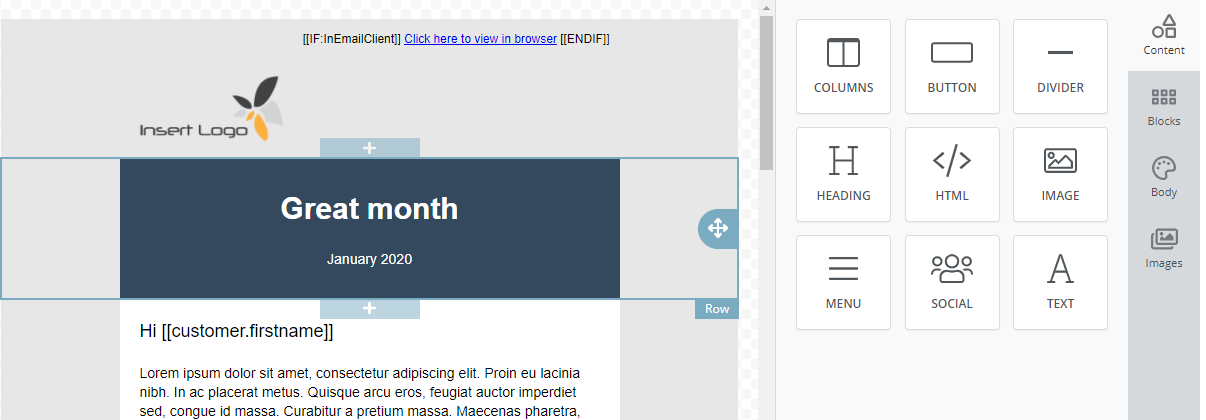 [[IF:InEmailClient]] Click here to view in browser [[ENDIF]]
Insert Logo
Great month
January 2020
Row
Hi [[customer.firstname]]
Lorem ipsum dolor sit amet, consectetur adipiscing elit. Proin eu lacinia
nibh. In ac placerat metus. Quisque arcu eros, feugiat auctor imperdiet
sed, congue id massa. Curabitur a pretium massa. Maecenas pharetra,
COLUMNS
BUTTON
DIVIDER
HEADING
HTML
IMAGE
MENU
SOCIAL
TEXT
Content
Blocks
Body
Images